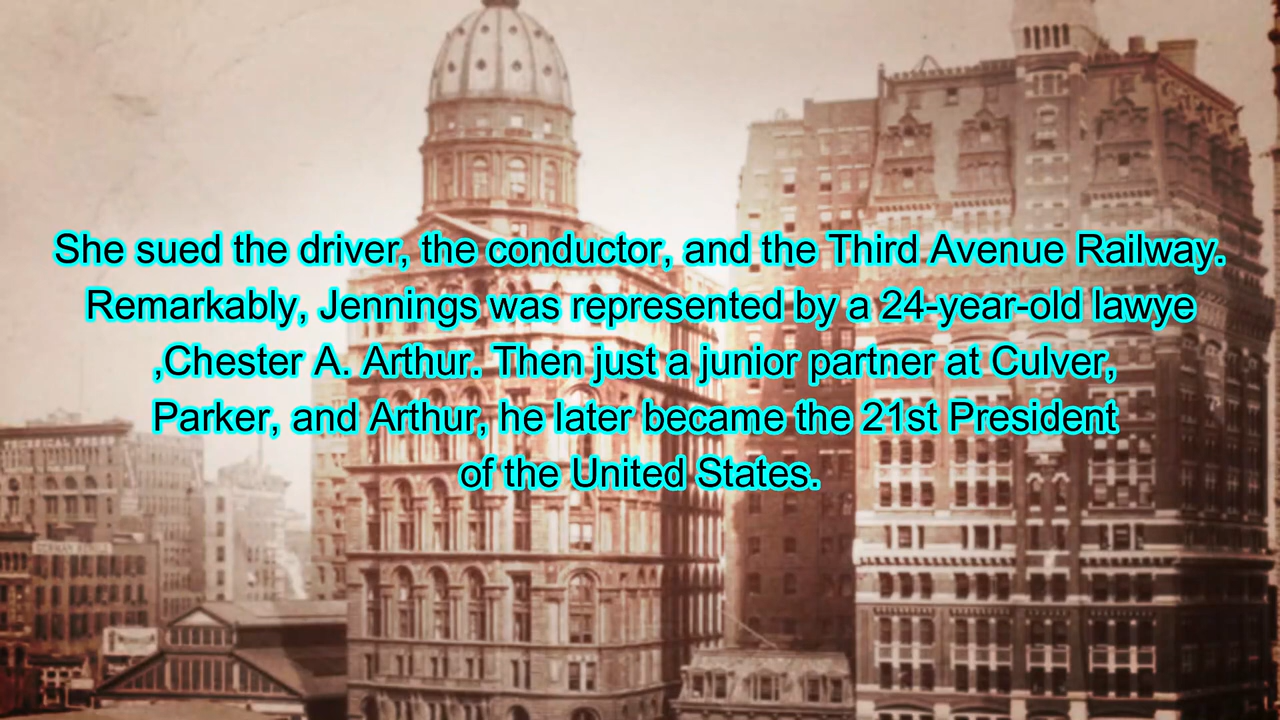 She sued the driver, the conductor, and the Third Avenue Railway.
Remarkably, Jennings was represented by a 24-year-old lawye
,Chester A. Arthur. Then just a junior partner at Culver,
Parker, and Arthur, he later became the 21st President
of the United States.